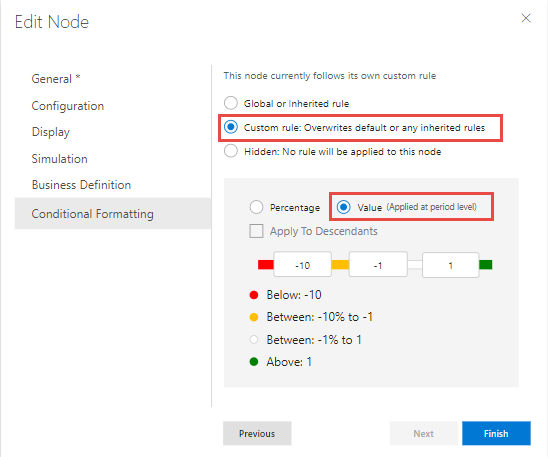 Edit Node
General *
Configuration
Display
Simulation
Business Definition
Conditional Formatting
This node currently follows its own custom rule
Global or Inherited rule
Custom rule: Overwrites default or any inherited rules
Hidden: No rule will be applied to this node
Percentage
Value (Applied at period level)
Apply To Descendants
-10 -1 1
Below: -10
Between: -10% to -1
Between: -1% to 1
Above: 1
Previous
Next
Finish